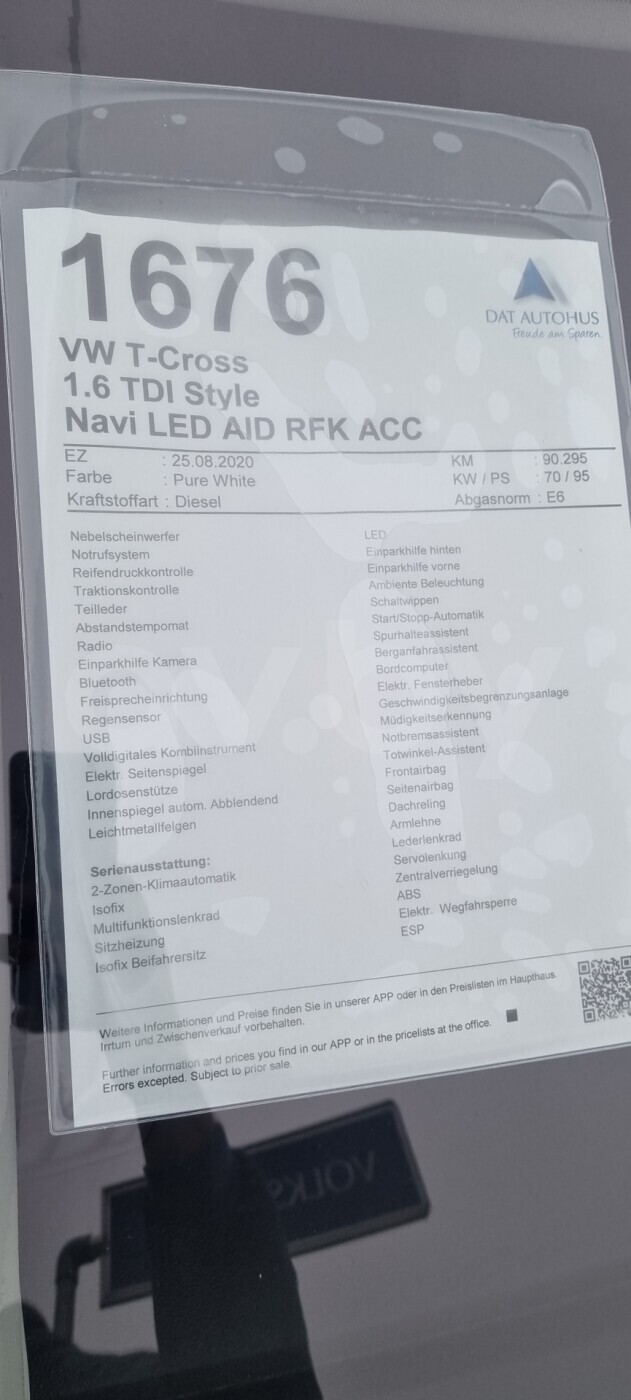 1676
DAT AUTOHUS
Freude am Sparen
VW T-Cross
1.6 TDI Style
Navi LED AID RFK ACC
EZ : 25.08.2020
KM : 90.295
Farbe : Pure White
KW / PS : 70 / 95
Kraftstoffart : Diesel
Abgasnorm : E6
Nebelscheinwerfer
Notrufsystem
Reifendruckkontrolle
Traktionskontrolle
Teilleder
Abstandstempomat
Radio
Einparkhilfe Kamera
Bluetooth
Freisprecheinrichtung
Regensensor
USB
Volldigitales Kombiinstrument
Elektr. Seitenspiegel
Lordosenstütze
Innenspiegel autom. Abblendend
Leichtmetallfelgen
Serienausstattung:
2-Zonen-Klimaautomatik
Isofix
Multifunktionslenkrad
Sitzheizung
Isofix Beifahrersitz
LED
Einparkhilfe hinten
Einparkhilfe vorne
Ambiente Beleuchtung
Schaltwippen
Start/Stopp-Automatik
Spurhalteassistent
Berganfahrassistent
Bordcomputer
Elektr. Fensterheber
Geschwindigkeitsbegrenzungsanlage
Müdigkeitserkennung
Notbremsassistent
Totwinkel-Assistent
Frontairbag
Seitenairbag
Dachreling
Armlehne
Lederlenkrad
Servolenkung
Zentralverriegelung
ABS
Elektr. Wegfahrsperre
ESP
Weitere Informationen und Preise finden Sie in unserer APP oder in den Preislisten im Haupthaus.
Irrtum und Zwischenverkauf vorbehalten.
Further information and prices you find in our APP or in the pricelists at the office.
Errors excepted. Subject to prior sale.
VOLKS